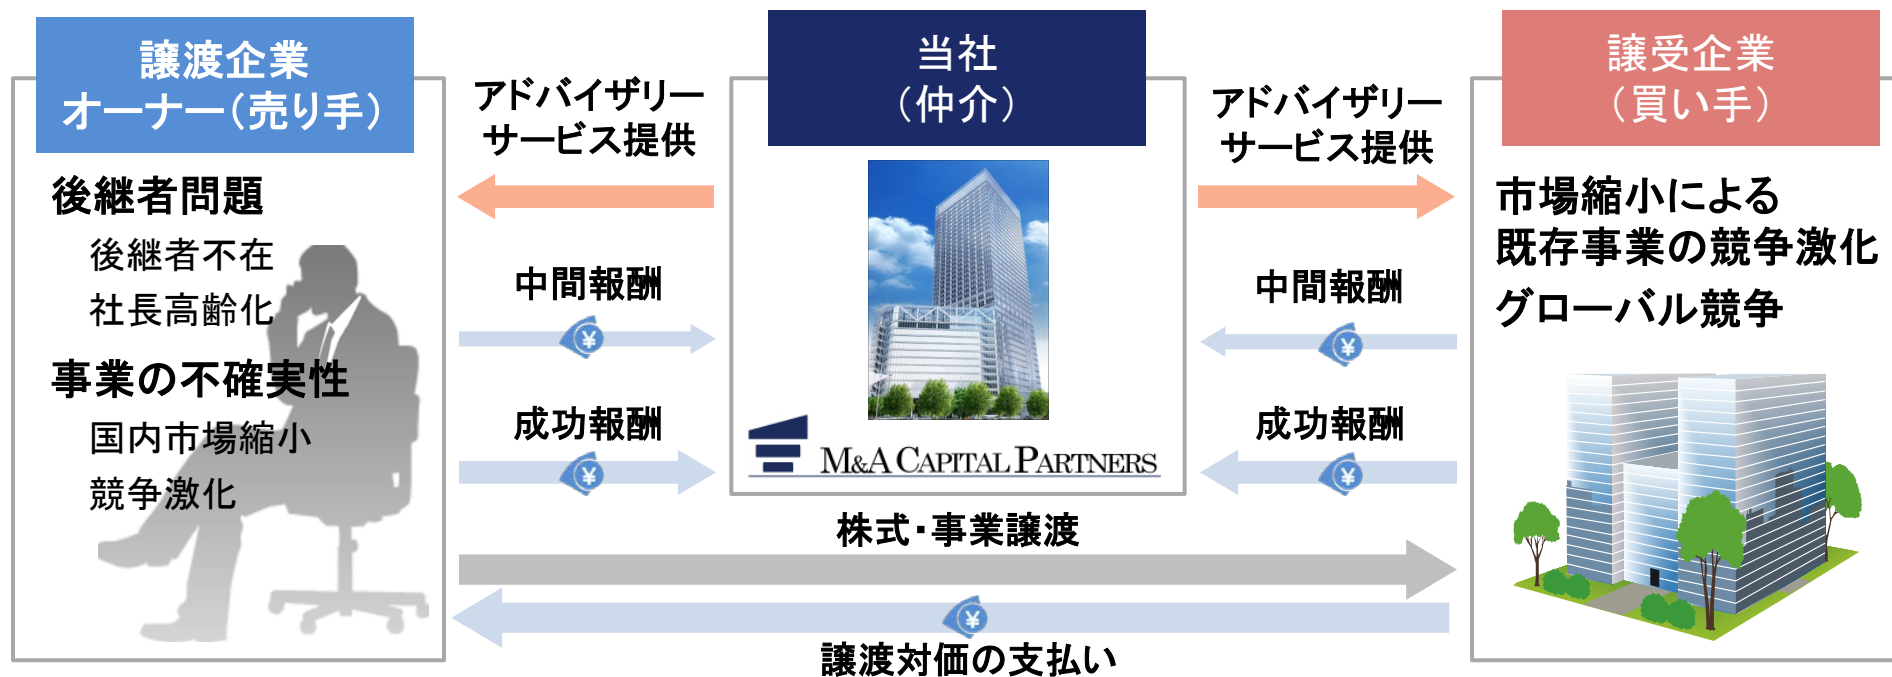 譲渡企業
オーナー(売り手)
後継者問題
後継者不在
社長高齢化
事業の不確実性
国内市場縮小
競争激化
アドバイザリー
サービス提供
中間報酬
¥
成功報酬
¥
当社
(仲介)
M&A CAPITAL PARTNERS
アドバイザリー
サービス提供
中間報酬
¥
成功報酬
¥
譲受企業
(買い手)
市場縮小による
既存事業の競争激化
グローバル競争
株式・事業譲渡
¥
譲渡対価の支払い